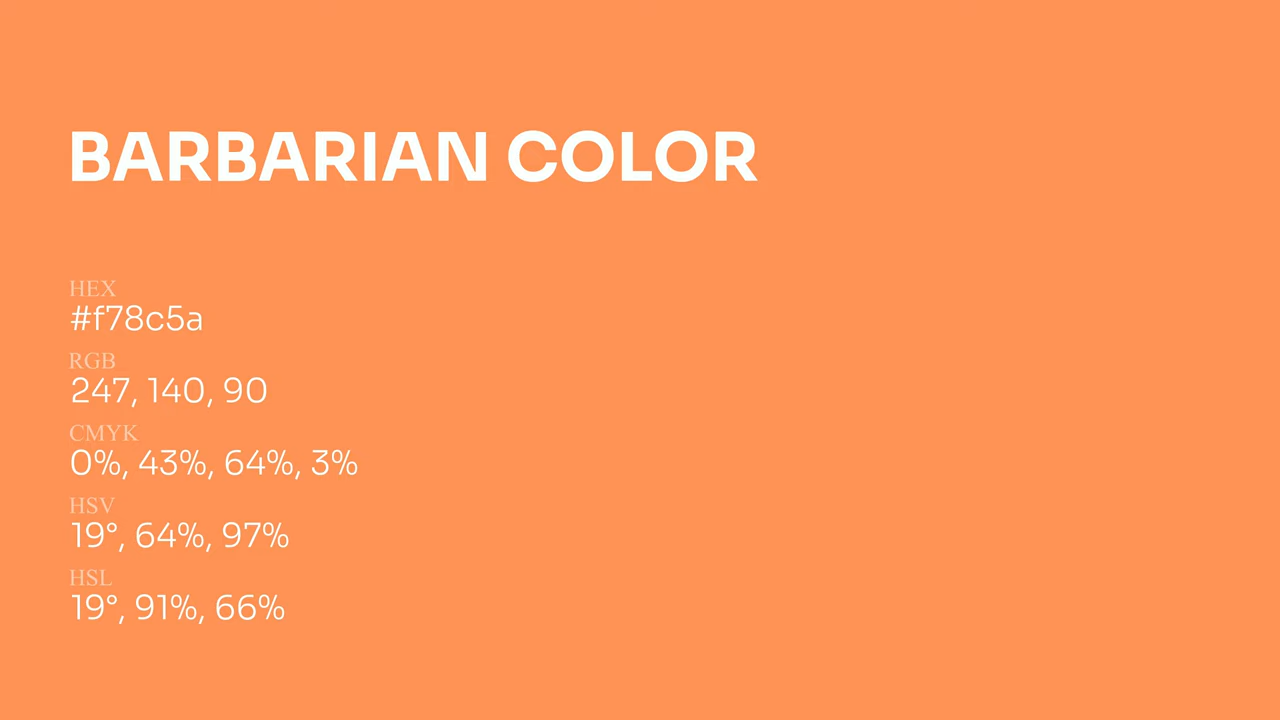 BARBARIAN COLOR
HEX
#f78c5a
RGB
247, 140, 90
CMYK
0%, 43%, 64%, 3%
HSV
19°, 64%, 97%
HSL
19°, 91%, 66%